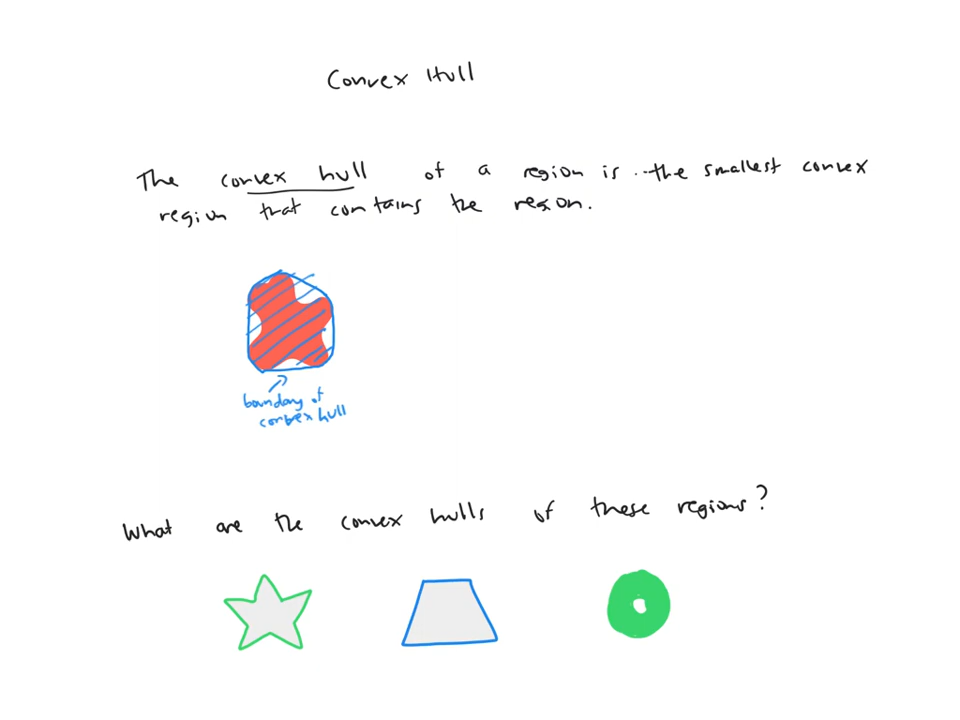 Convex Hull
The convex hull of a region is the smallest convex
region that contains the region.
boundary of
convex hull
What are the convex hulls of these regions?